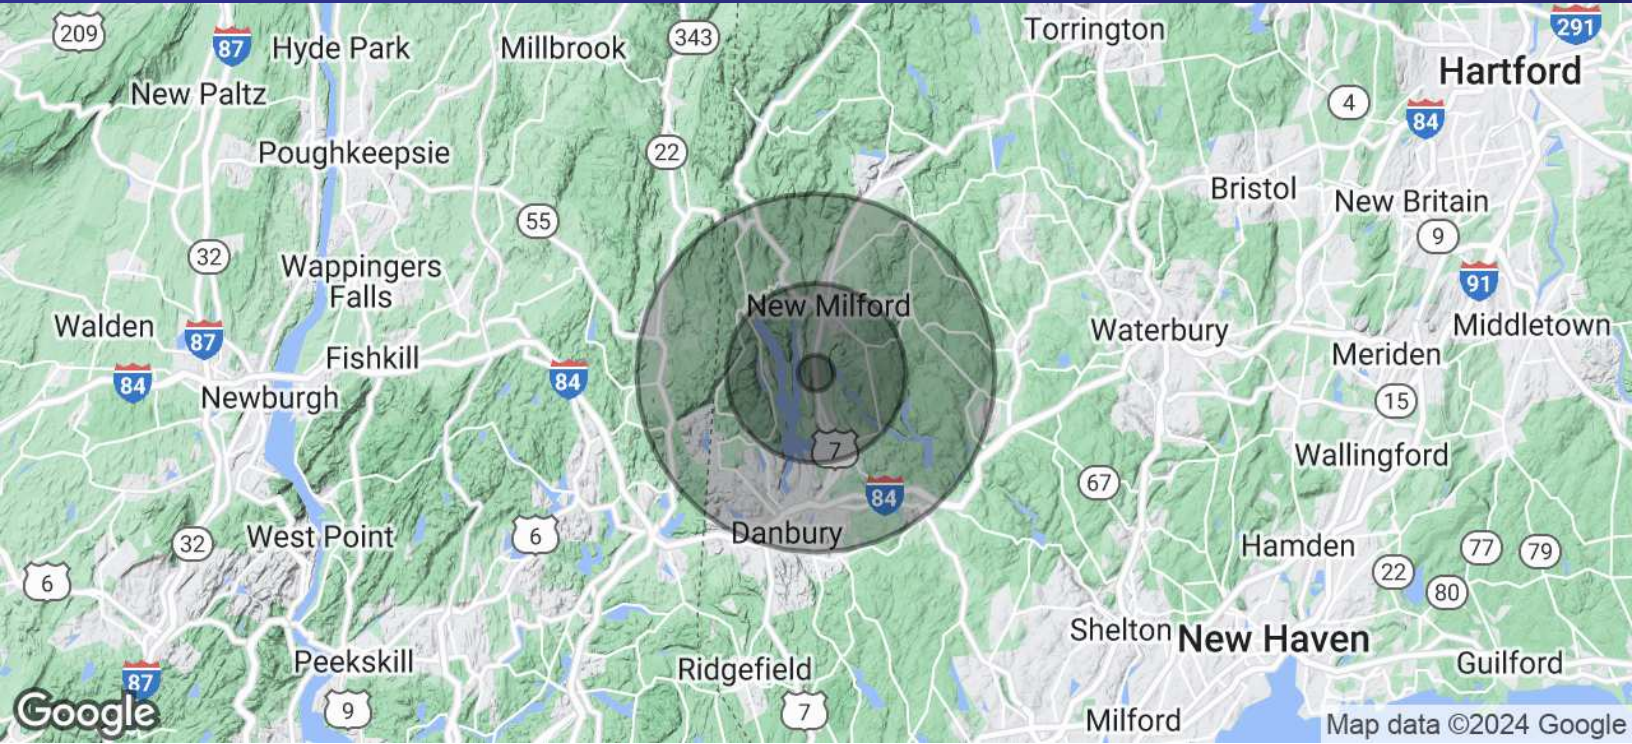 209
87
Hyde Park
Millbrook
343
Torrington
291
Hartford
New Paltz
4
84
Poughkeepsie
22
Bristol
New Britain
55
9
32
Wappingers
Falls
91
New Milford
Walden
87
Fishkill
Waterbury
Middletown
Meriden
84
84
Newburgh
15
7
Wallingford
84
67
32
West Point
6
Danbury
Hamden
77
79
6
22
80
Shelton
New Haven
87
Peekskill
Ridgefield
Guilford
Google
9
7
Milford
Map data ©2024 Google